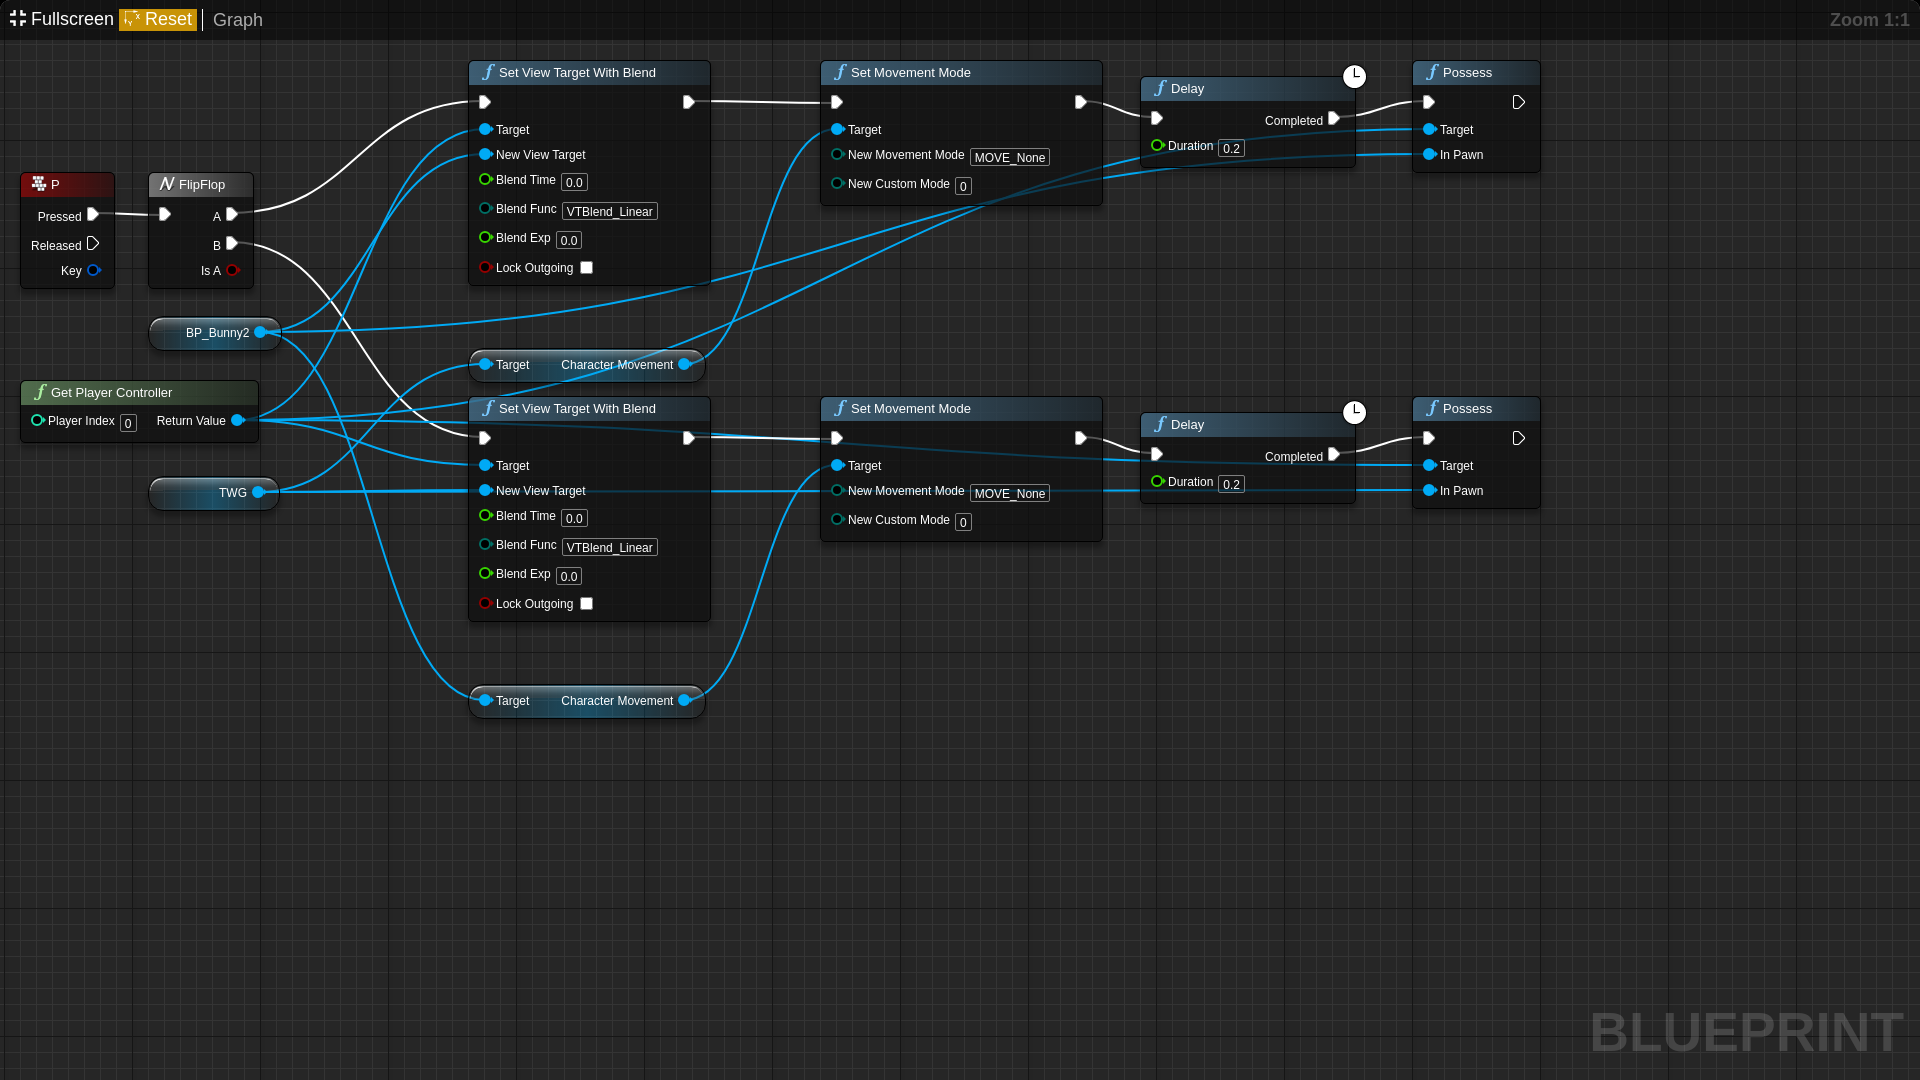 Fullscreen Reset Graph Zoom 1:1
Set View Target With Blend
Target
New View Target
Blend Time 0.0
Blend Func VTBlend_Linear
Blend Exp 0.0
Lock Outgoing
Set Movement Mode
Target
New Movement Mode MOVE_None
New Custom Mode 0
Delay
Completed
Duration 0.2
Possess
Target
In Pawn
P
Pressed
Released
Key
FlipFlop
A
B
Is A
BP_Bunny2
Target Character Movement
Get Player Controller
Player Index 0 Return Value
TWG
Set View Target With Blend
Target
New View Target
Blend Time 0.0
Blend Func VTBlend_Linear
Blend Exp 0.0
Lock Outgoing
Set Movement Mode
Target
New Movement Mode MOVE_None
New Custom Mode 0
Delay
Completed
Duration 0.2
Possess
Target
In Pawn
Target Character Movement
BLUEPRINT